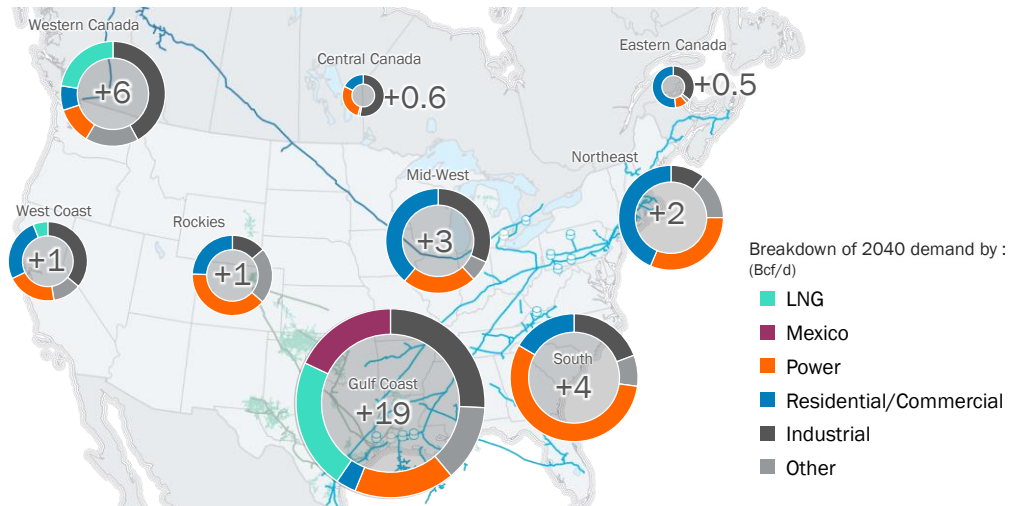 Western Canada
+6
Central Canada
+0.6
Eastern Canada
+0.5
Northeast
+2
Mid-West
+3
West Coast
+1
Rockies
+1
Gulf Coast
+19
South
+4
Breakdown of 2040 demand by :
(Bcf/d)
LNG
Mexico
Power
Residential/Commercial
Industrial
Other